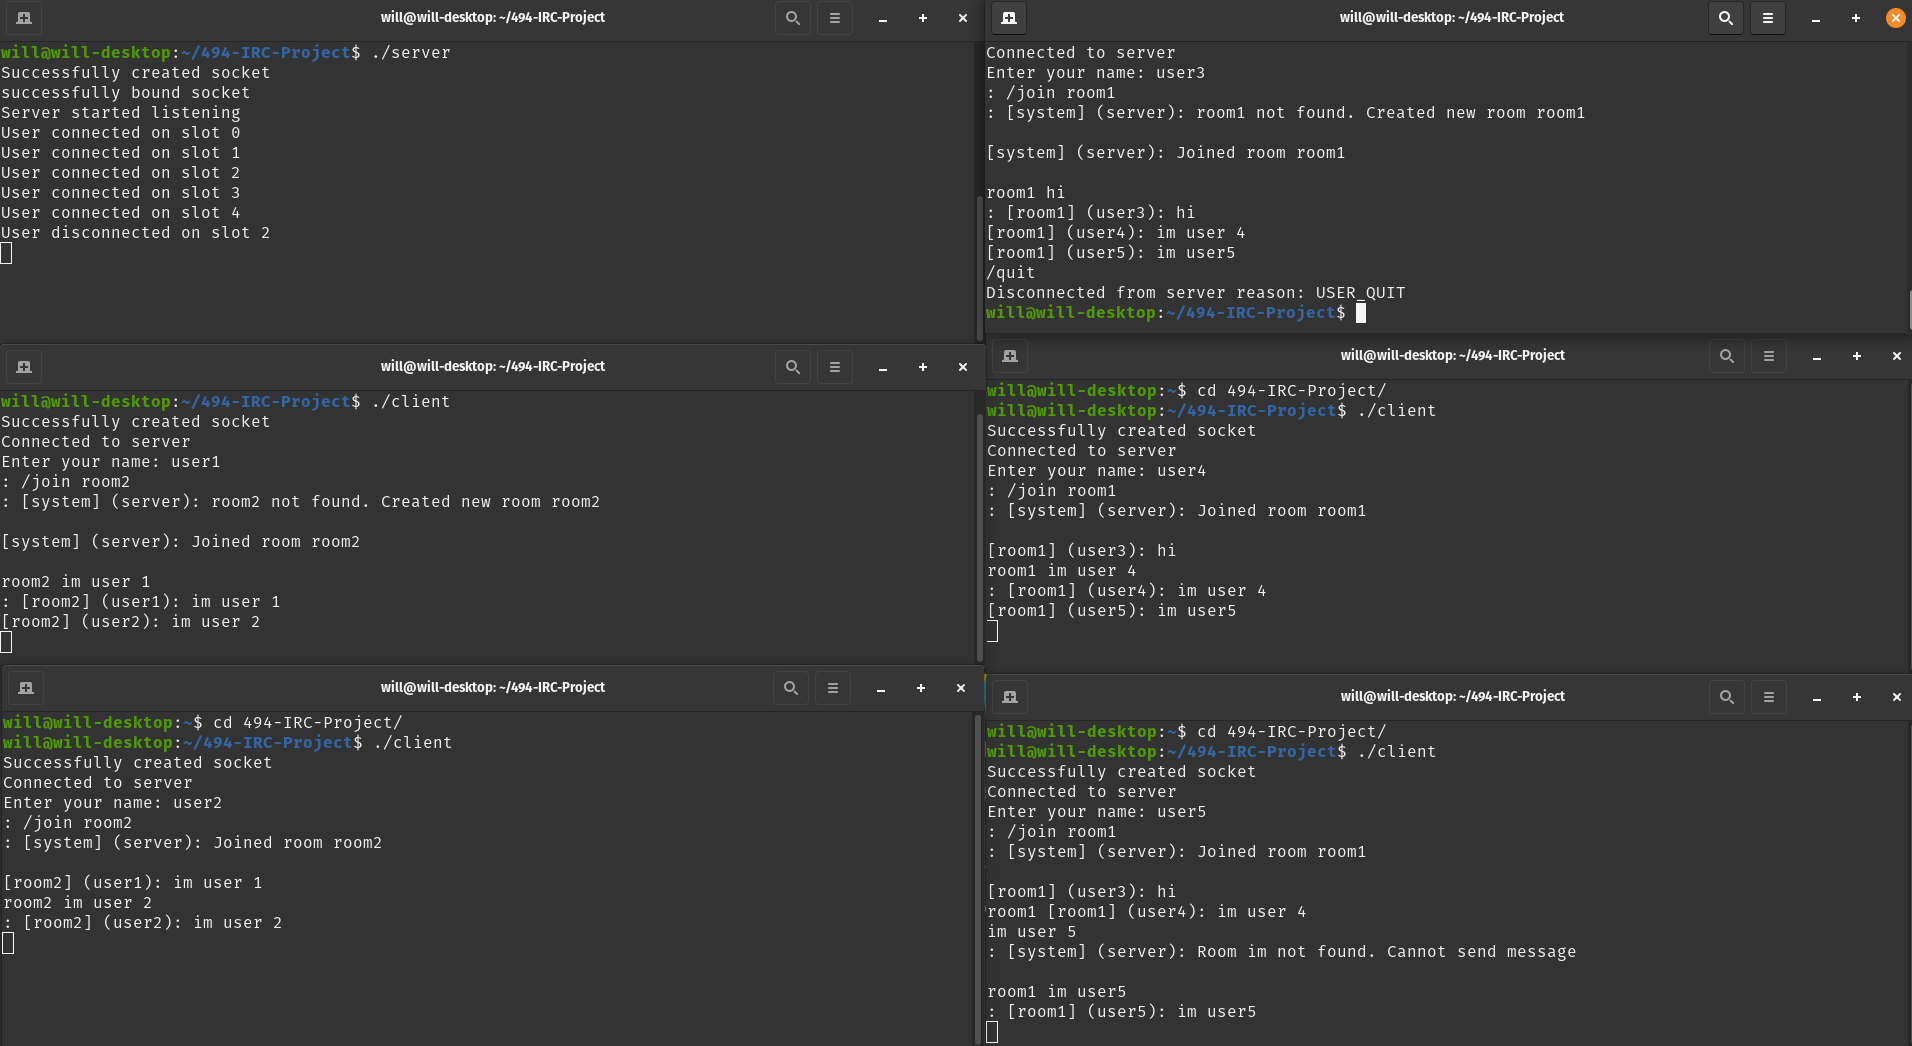 will@will-desktop: ~/494-IRC-Project
will@will-desktop:~/494-IRC-Project$ ./server
Successfully created socket
successfully bound socket
Server started listening
User connected on slot 0
User connected on slot 1
User connected on slot 2
User connected on slot 3
User connected on slot 4
User disconnected on slot 2
will@will-desktop: ~/494-IRC-Project
Connected to server
Enter your name: user3
: /join room1
: [system] (server): room1 not found. Created new room room1
[system] (server): Joined room room1
room1 hi
: [room1] (user3): hi
[room1] (user4): im user 4
[room1] (user5): im user5
/quit
Disconnected from server reason: USER_QUIT
will@will-desktop:~/494-IRC-Project$
will@will-desktop: ~/494-IRC-Project
will@will-desktop:~/494-IRC-Project$ ./client
Successfully created socket
Connected to server
Enter your name: user1
: /join room2
: [system] (server): room2 not found. Created new room room2
[system] (server): Joined room room2
room2 im user 1
: [room2] (user1): im user 1
[room2] (user2): im user 2
will@will-desktop: ~/494-IRC-Project
will@will-desktop:~$ cd 494-IRC-Project/
will@will-desktop:~/494-IRC-Project$ ./client
Successfully created socket
Connected to server
Enter your name: user4
: /join room1
: [system] (server): Joined room room1
[room1] (user3): hi
room1 im user 4
: [room1] (user4): im user 4
[room1] (user5): im user5
will@will-desktop: ~/494-IRC-Project
will@will-desktop:~$ cd 494-IRC-Project/
will@will-desktop:~/494-IRC-Project$ ./client
Successfully created socket
Connected to server
Enter your name: user2
: /join room2
: [system] (server): Joined room room2
[room2] (user1): im user 1
room2 im user 2
: [room2] (user2): im user 2
will@will-desktop: ~/494-IRC-Project
will@will-desktop:~$ cd 494-IRC-Project/
will@will-desktop:~/494-IRC-Project$ ./client
Successfully created socket
Connected to server
Enter your name: user5
: /join room1
: [system] (server): Joined room room1
[room1] (user3): hi
room1 [room1] (user4): im user 4
im user 5
: [system] (server): Room im not found. Cannot send message
room1 im user5
: [room1] (user5): im user5